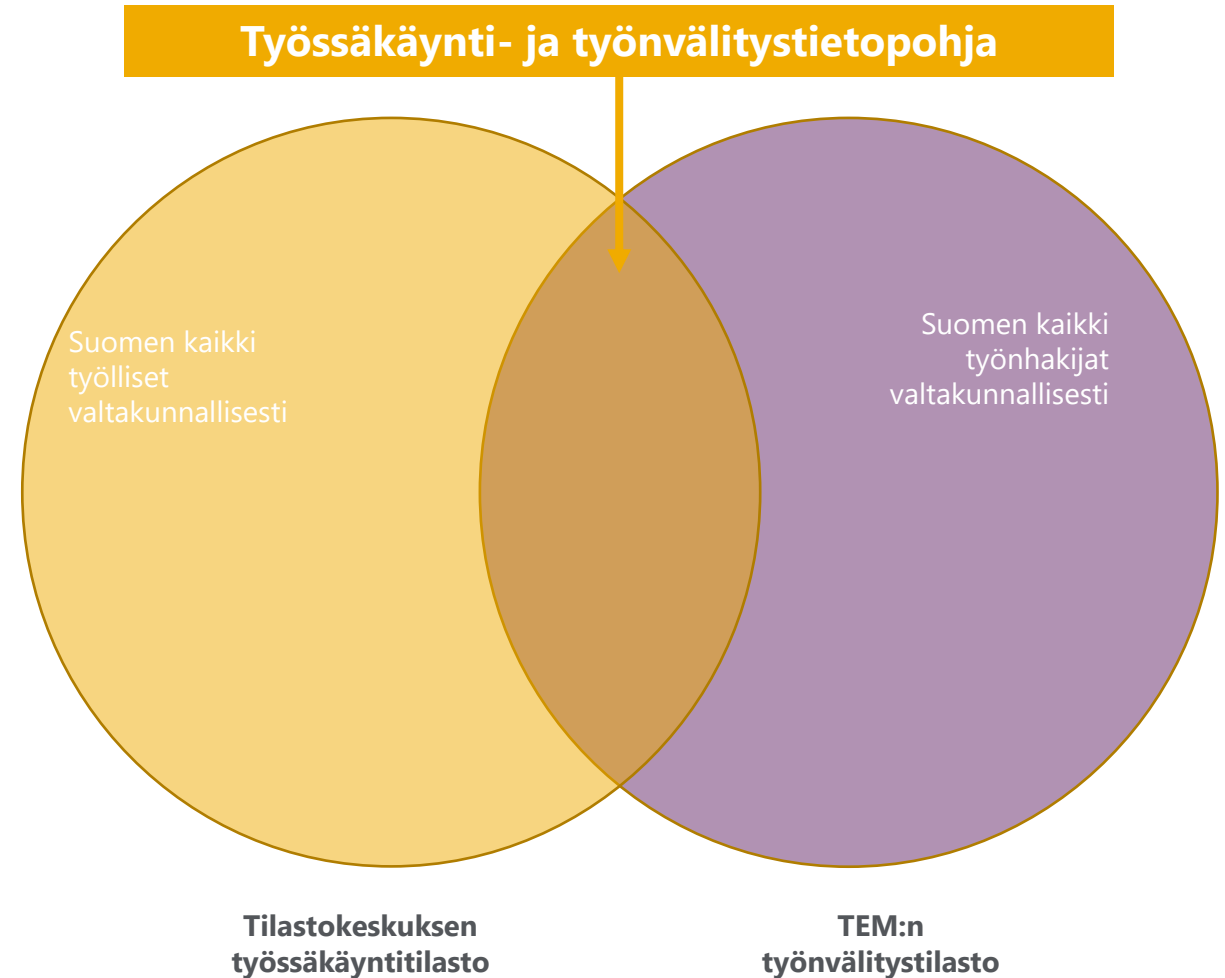 Työssäkäynti- ja työnvälitystietopohja
Suomen kaikki
työlliset
valtakunnallisesti
Suomen kaikki
työnhakijat
valtakunnallisesti
Tilastokeskuksen
työssäkäyntitilasto
TEM:n
työnvälitystilasto